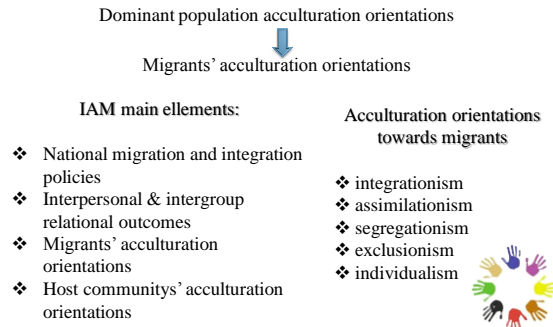 Dominant population acculturation orientations
Migrants' acculturation orientations
IAM main ellements:
❖ National migration and integration
policies
❖ Interpersonal & intergroup
relational outcomes
❖ Migrants' acculturation
orientations
❖ Host communitys' acculturation
orientations
Acculturation orientations
towards migrants
❖ integrationism
❖ assimilationism
❖ segregationism
❖ exclusionism
❖ individualism